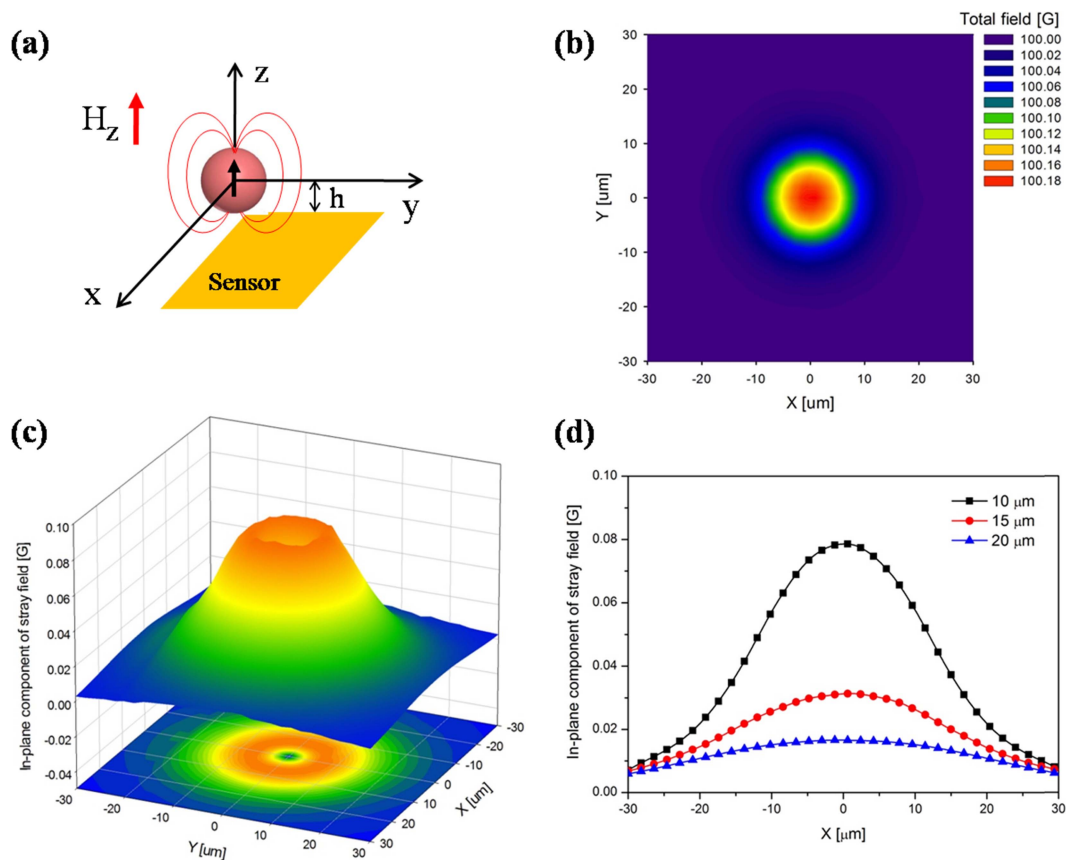 (a)
z
H_z
h
y
x
Sensor
(b)
Total field [G]
100.00
100.02
100.04
100.06
100.08
100.10
100.12
100.14
100.16
100.18
30
20
10
0
-10
-20
-30
Y [um]
-30 -20 -10 0 10 20 30
X [um]
(c)
In-plane component of stray field [G]
0.10
0.08
0.06
0.04
0.02
0.00
-0.02
-0.04
-30 -20 -10 0 10 20 30
Y [um]
-30
-20
-10
0
10
20
30
X [um]
(d)
In-plane component of stray field [G]
0.10
0.08
0.06
0.04
0.02
0.00
10 μm
15 μm
20 μm
-30 -20 -10 0 10 20 30
X [μm]